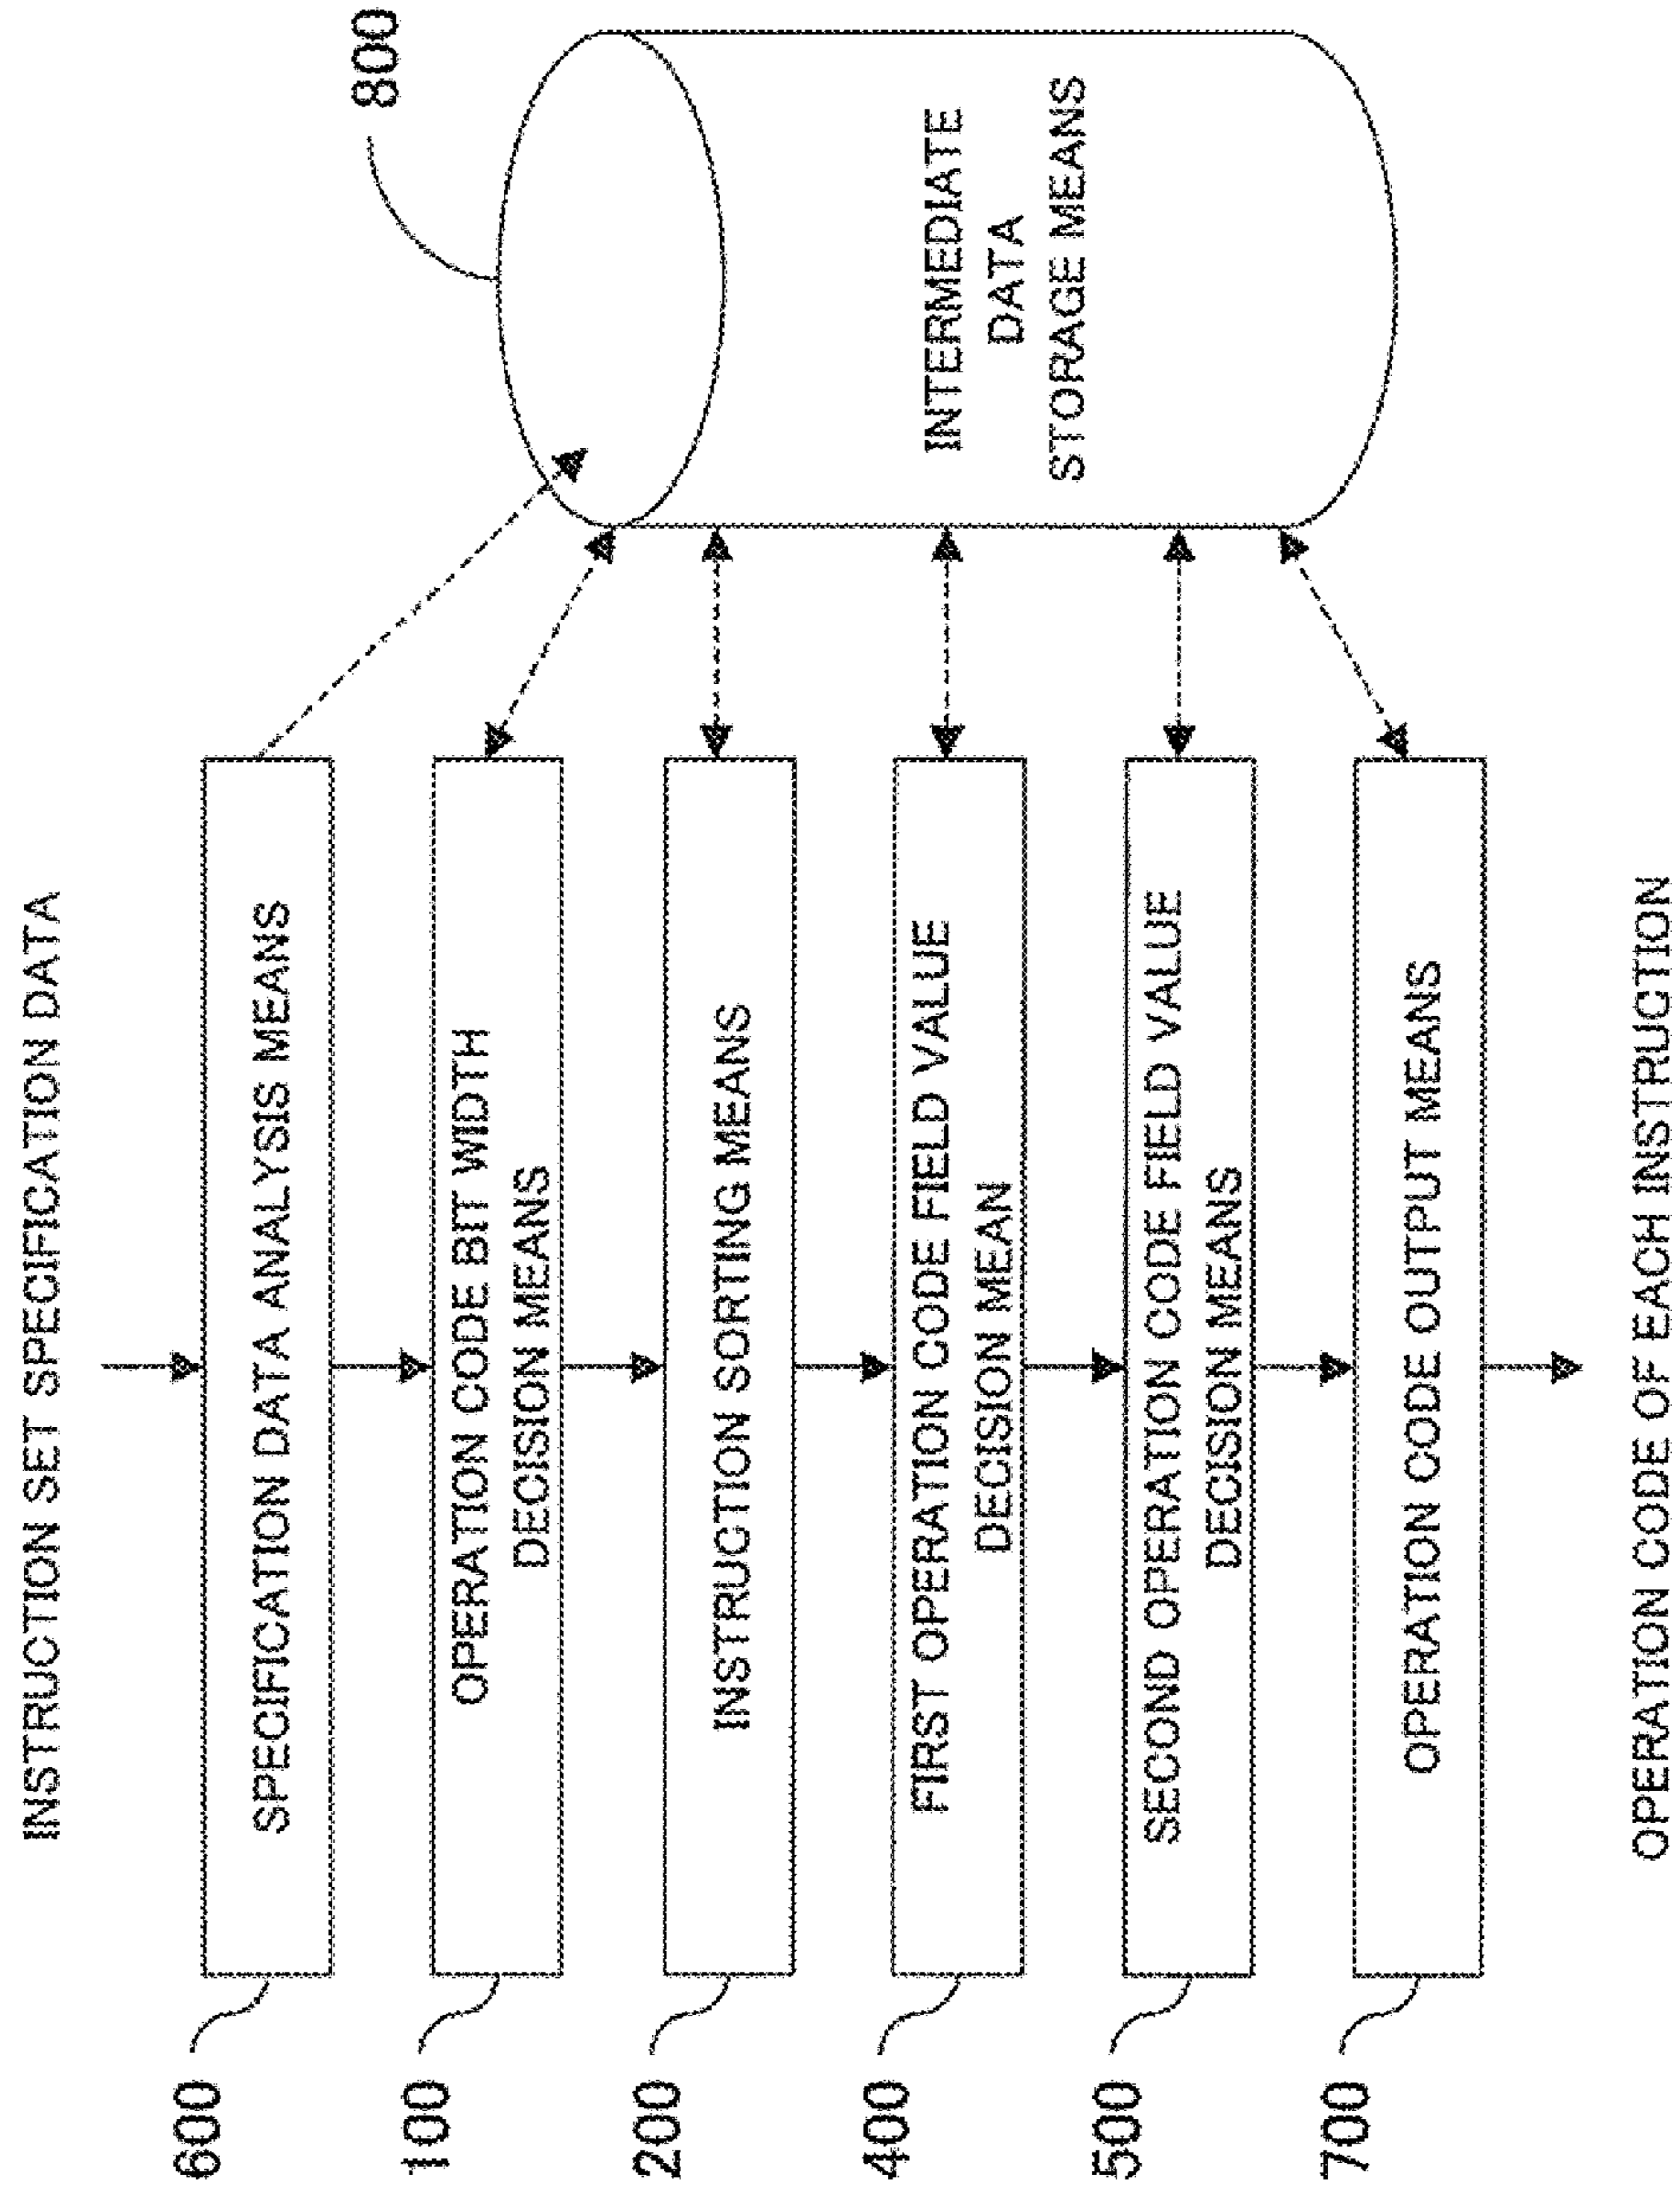 INSTRUCTION SET SPECIFICATION DATA
600
SPECIFICATION DATA ANALYSIS MEANS
100
OPERATION CODE BIT WIDTH
DECISION MEANS
200
INSTRUCTION SORTING MEANS
400
FIRST OPERATION CODE FIELD VALUE
DECISION MEAN
500
SECOND OPERATION CODE FIELD VALUE
DECISION MEANS
700
OPERATION CODE OUTPUT MEANS
OPERATION CODE OF EACH INSTRUCTION
800
INTERMEDIATE
DATA
STORAGE MEANS